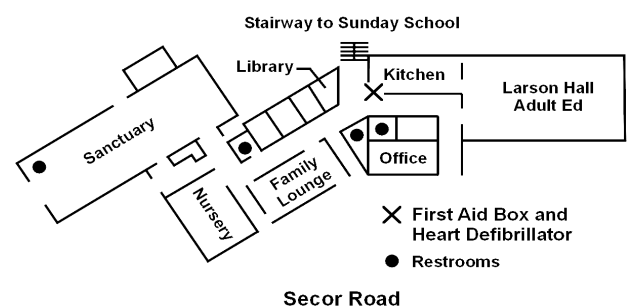 Stairway to Sunday School
Library
Kitchen
Larson Hall
Adult Ed
Sanctuary
Office
Family
Lounge
Nursery
First Aid Box and
Heart Defibrillator
Restrooms
Secor Road